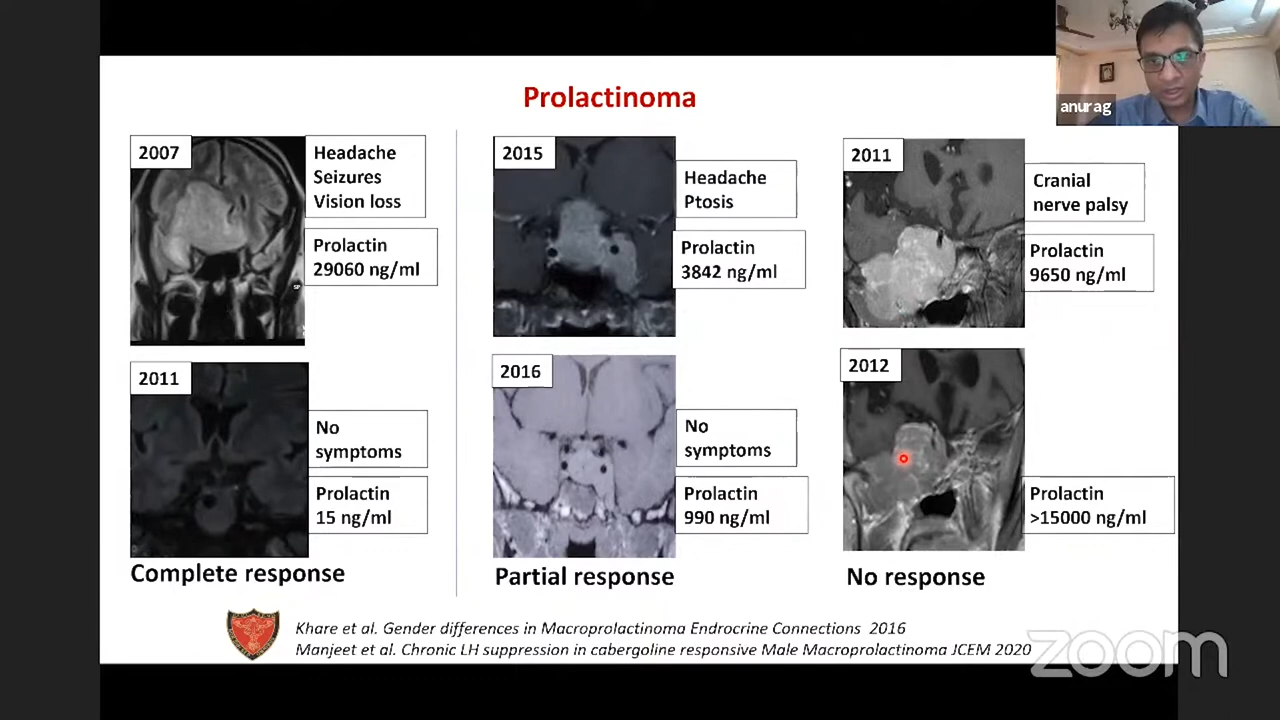 anurag
Prolactinoma
2007
Headache
Seizures
Vision loss
Prolactin
29060 ng/ml
SP
2011
No
symptoms
Prolactin
15 ng/ml
Complete response
2015
Headache
Ptosis
Prolactin
3842 ng/ml
2016
No
symptoms
Prolactin
990 ng/ml
Partial response
2011
Cranial
nerve palsy
Prolactin
9650 ng/ml
2012
Prolactin
>15000 ng/ml
No response
Khare et al. Gender differences in Macroprolactinoma Endocrine Connections 2016
Manjeet et al. Chronic LH suppression in cabergoline responsive Male Macroprolactinoma JCEM 2020
zoom